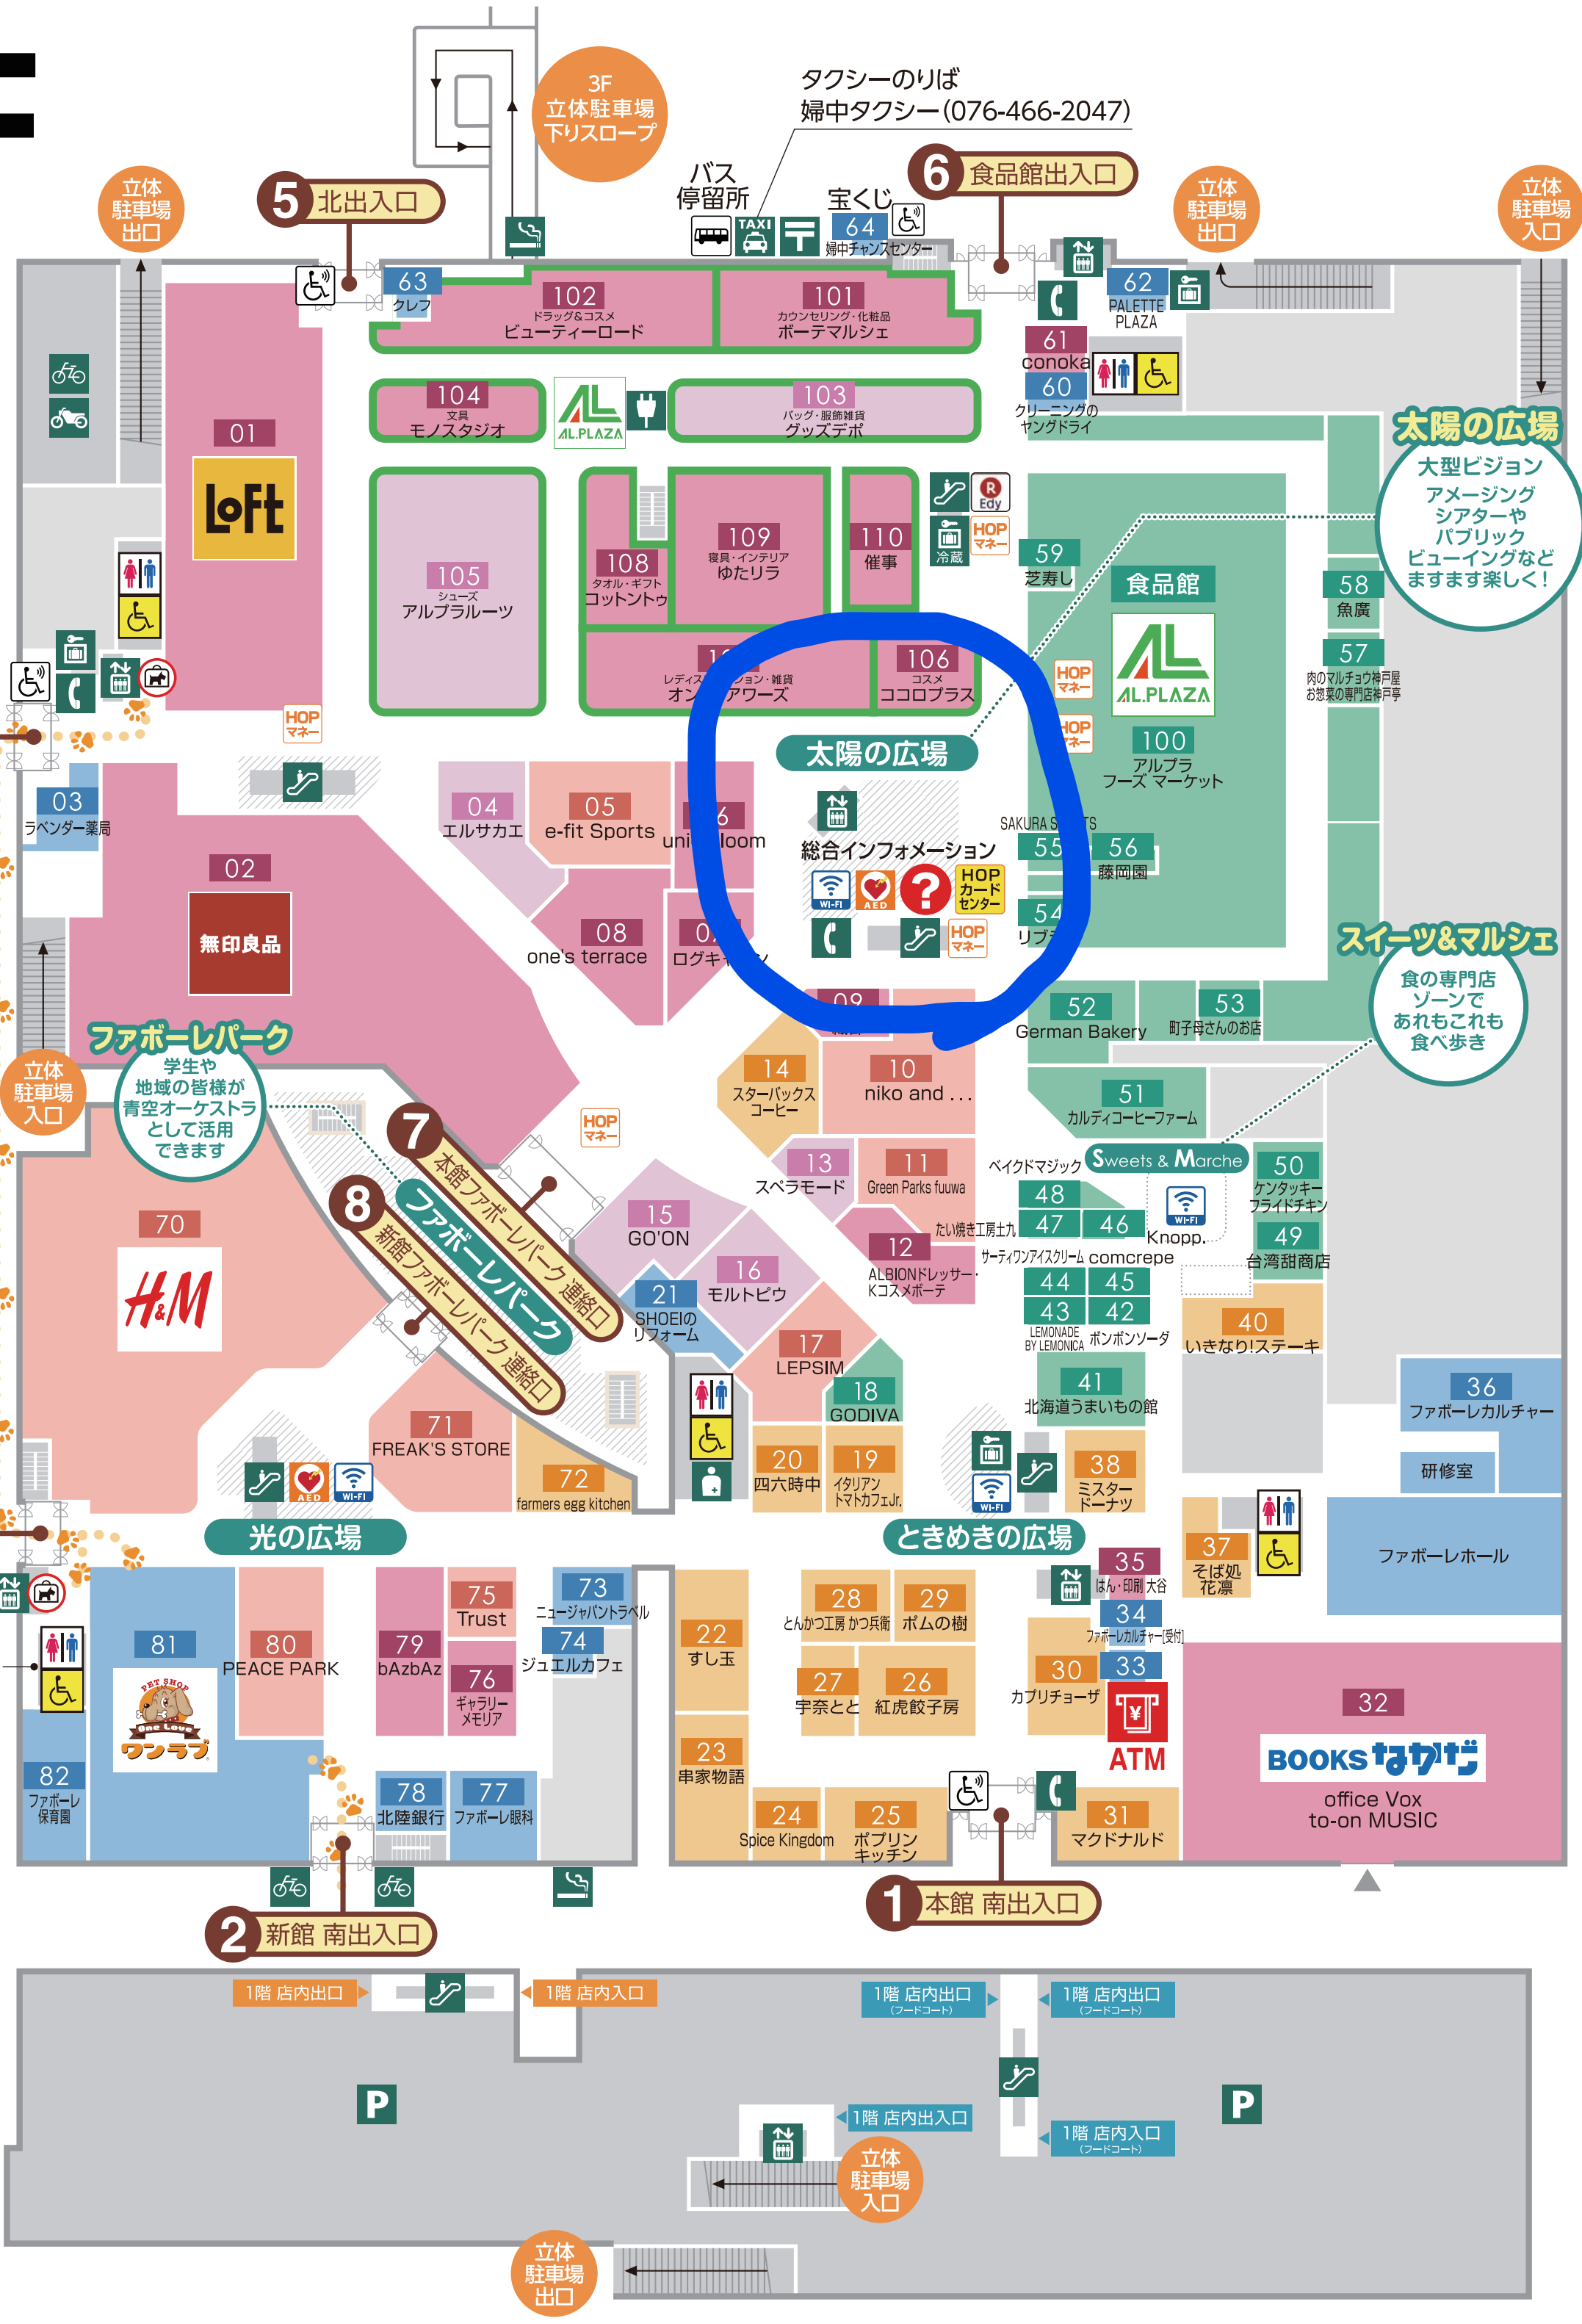 3F
立体駐車場
下りスロープ
タクシーのりば
婦中タクシー(076-466-2047)
立体
駐車場
出口
5 北出入口
バス
停留所
TAXI
宝くじ
64
婦中チャンスセンター
6 食品館出入口
立体
駐車場
出口
立体
駐車場
入口
63
クレフ
102
ドラッグ&コスメ
ビューティーロード
101
カウンセリング・化粧品
ボーテマルシェ
62
PALETTE
PLAZA
61
conoka
60
クリーニングの
ヤングドライ
104
文具
モノスタジオ
AL.PLAZA
103
バッグ・服飾雑貨
グッズデポ
01
LOFT
太陽の広場
大型ビジョン
アメージング
シアターや
パブリック
ビューイングなど
ますます楽しく!
105
シューズ
アルプラルーツ
108
タオル・ギフト
コットントゥ
109
寝具・インテリア
ゆたリラ
110
催事
R
Edy
冷蔵
HOP
マネー
59
芝寿し
食品館
AL.PLAZA
100
アルプラ
フーズ マーケット
58
魚廣
57
肉のマルチョウ神戸屋
お惣菜の専門店神戸亭
106
コスメ
ココロプラス
HOP
マネー
HOP
マネー
HOP
マネー
太陽の広場
03
ラベンダー薬局
04
エルサカエ
05
e-fit Sports
総合インフォメーション
WI-FI
AED
?
HOP
カード
センター
HOP
マネー
55
56
藤岡園
54
02
無印良品
08
one's terrace
09
スイーツ&マルシェ
食の専門店
ゾーンで
あれもこれも
食べ歩き
52
German Bakery
53
町子母さんのお店
ファボーレパーク
学生や
地域の皆様が
青空オーケストラ
として活用
できます
立体
駐車場
入口
HOP
マネー
14
スターバックス
コーヒー
10
niko and ...
51
カルディコーヒーファーム
7 本館ファボーレパーク 連絡口
ファボーレパーク
8 新館ファボーレパーク 連絡口
13
スペラモード
11
Green Parks fuuwa
ベイクドマジック
Sweets & Marche
48
50
ケンタッキー
フライドチキン
WI-FI
Knopp.
たい焼き工房土九
47
46
サーティワンアイスクリーム
comcrepe
49
台湾甜商店
70
H&M
15
GO'ON
12
ALBIONドレッサー・
Kコスメボーテ
16
モルトピウ
21
SHOEIの
リフォーム
44
45
43
42
LEMONADE
BY LEMONICA
ボンボンソーダ
40
いきなり!ステーキ
17
LEPSIM
18
GODIVA
41
北海道うまいもの館
36
ファボーレカルチャー
71
FREAK'S STORE
20
四六時中
19
イタリアン
トマトカフェJr.
38
ミスター
ドーナツ
研修室
72
farmers egg kitchen
AED
WI-FI
WI-FI
光の広場
ときめきの広場
37
そば処
花凛
ファボーレホール
35
はん・印刷 大谷
34
ファボーレカルチャー[受付]
81
PET SHOP
One Love
ワンラブ
80
PEACE PARK
79
bAzbAz
75
Trust
76
ギャラリー
メモリア
73
ニュージャパントラベル
74
ジュエルカフェ
22
すし玉
28
とんかつ工房 かつ兵衛
29
ポムの樹
27
宇奈とと
26
紅虎餃子房
30
カプリチョーザ
33
ATM
32
BOOKSなかだ
office Vox
to-on MUSIC
82
ファボーレ
保育園
78
北陸銀行
77
ファボーレ眼科
23
串家物語
24
Spice Kingdom
25
ポプリン
キッチン
31
マクドナルド
2 新館 南出入口
1 本館 南出入口
1階 店内出口
1階 店内入口
1階 店内出口
(フードコート)
1階 店内出口
(フードコート)
P
P
1階 店内出入口
1階 店内入口
(フードコート)
立体
駐車場
入口
立体
駐車場
出口